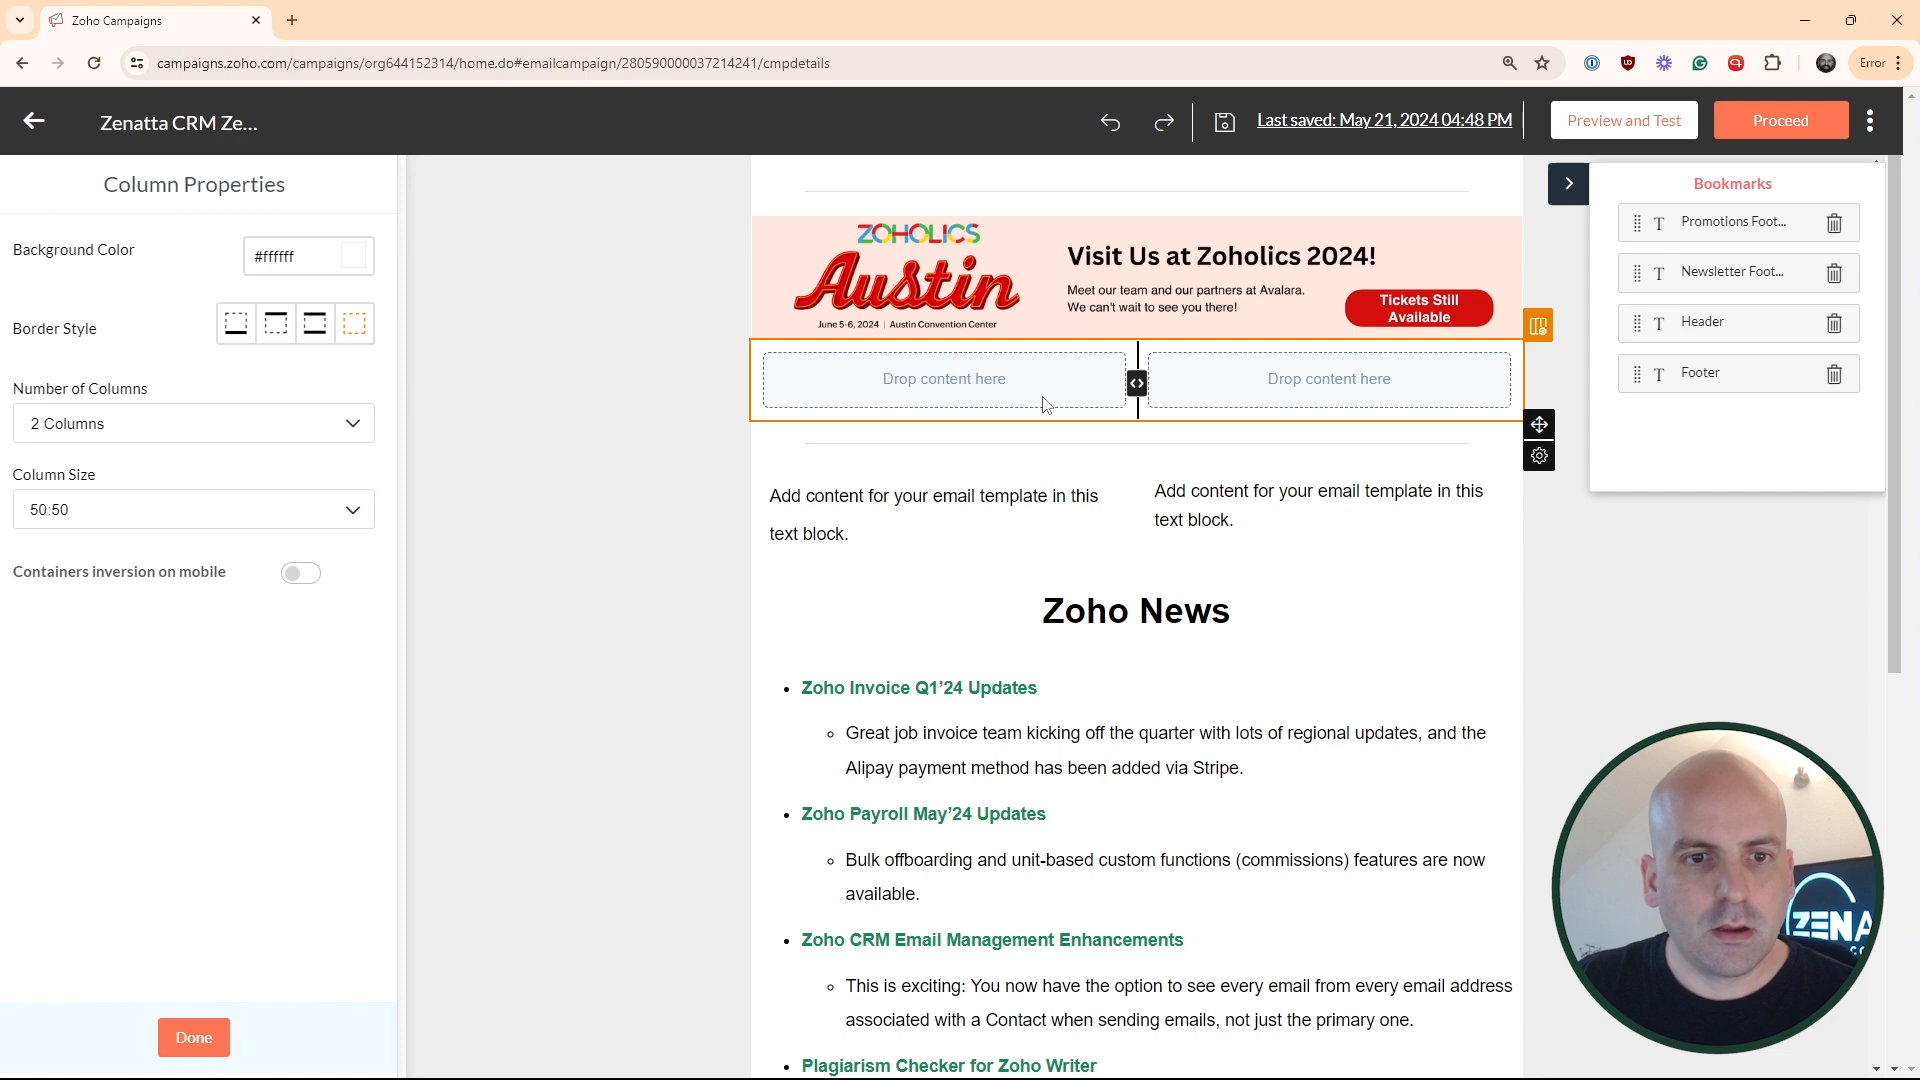 Zoho Campaigns
campaigns.zoho.com/campaigns/org644152314/home.do#emailcampaign/280590000037214241/cmpdetails
Error
Zenatta CRM Ze...
Last saved: May 21, 2024 04:48 PM
Preview and Test
Proceed
Column Properties
Background Color
#ffffff
Border Style
Number of Columns
2 Columns
Column Size
50:50
Containers inversion on mobile
Done
ZOHOLICS
Austin
June 5-6, 2024 | Austin Convention Center
Visit Us at Zoholics 2024!
Meet our team and our partners at Avalara.
We can't wait to see you there!
Tickets Still
Available
Drop content here
Drop content here
Add content for your email template in this
text block.
Add content for your email template in this
text block.
Zoho News
• Zoho Invoice Q1’24 Updates
Great job invoice team kicking off the quarter with lots of regional updates, and the
Alipay payment method has been added via Stripe.
• Zoho Payroll May’24 Updates
Bulk offboarding and unit-based custom functions (commissions) features are now
available.
• Zoho CRM Email Management Enhancements
This is exciting: You now have the option to see every email from every email address
associated with a Contact when sending emails, not just the primary one.
• Plagiarism Checker for Zoho Writer
Bookmarks
T Promotions Foot...
T Newsletter Foot...
T Header
T Footer
ZENA